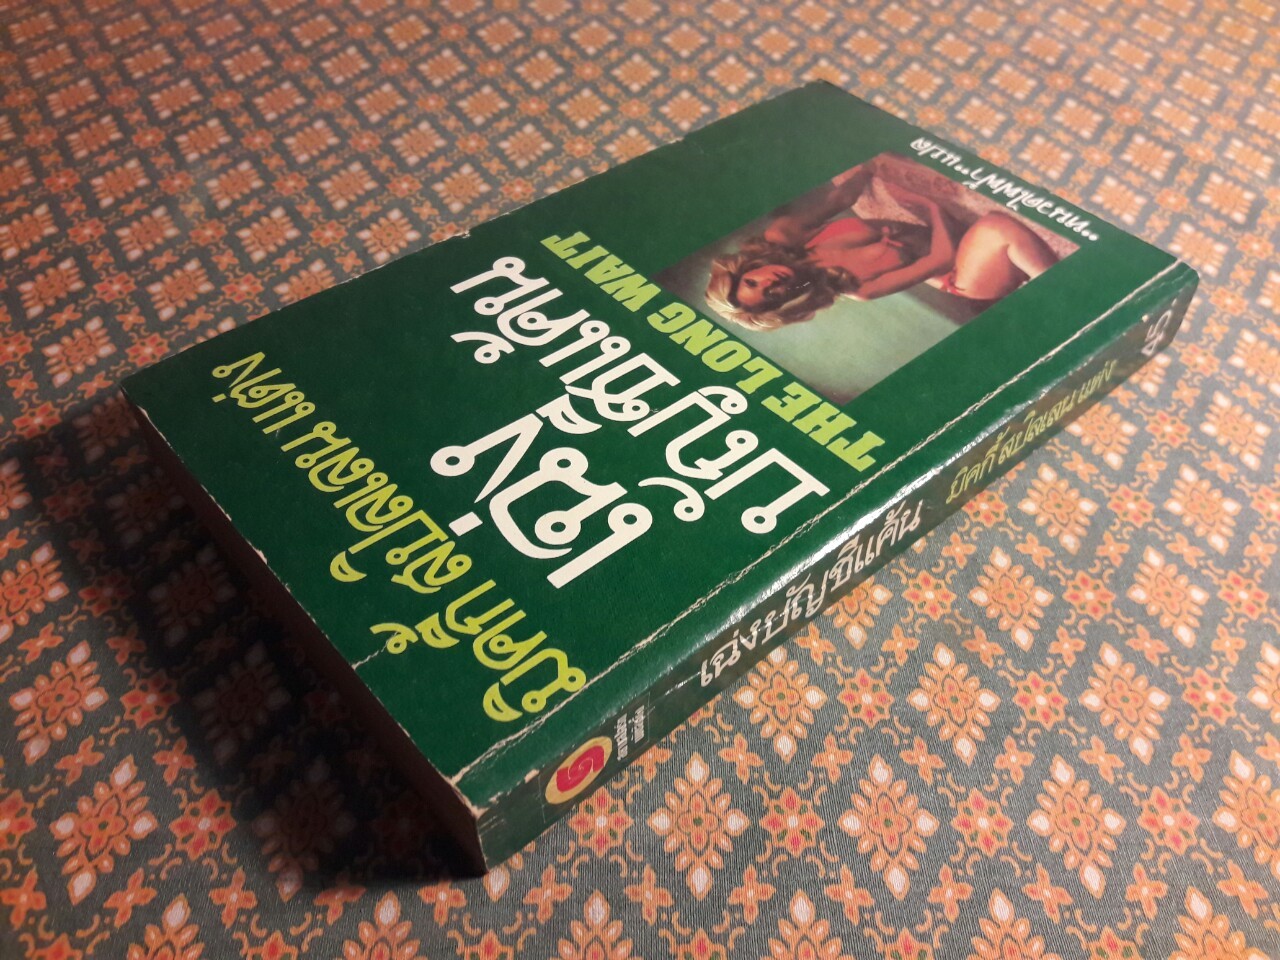 มิคกี้ สปิลเลน แต่ง
เฉ่ง
บัญชีแค้น
THE LONG WAIT
เฉ่งบัญชีแค้น
มิคกี้ สปิลเลน แต่ง
๔๕.-